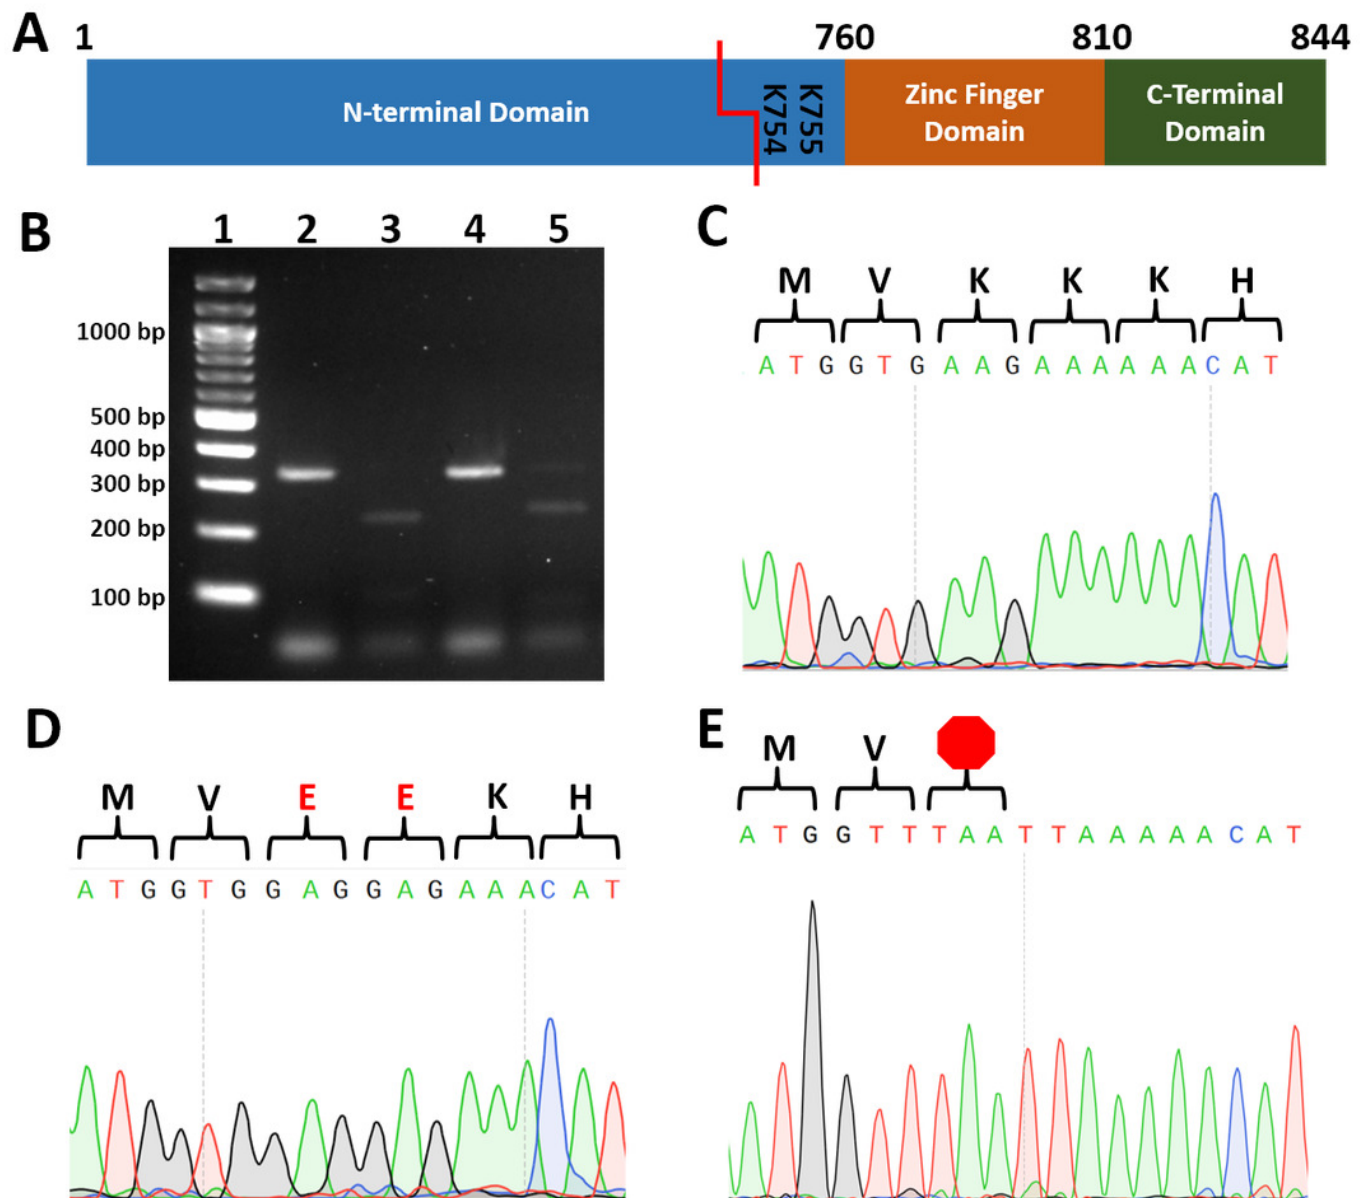 A
1
760
810
844
N-terminal Domain
K754
K755
Zinc Finger
Domain
C-Terminal
Domain
B
1 2 3 4 5
1000 bp
500 bp
400 bp
300 bp
200 bp
100 bp
C
M V K K K H
A T G G T G A A G A A A A A A C A T
D
M V E E K H
A T G G T G G A G G A G A A A C A T
E
M V
A T G G T T T A A T T A A A A A C A T